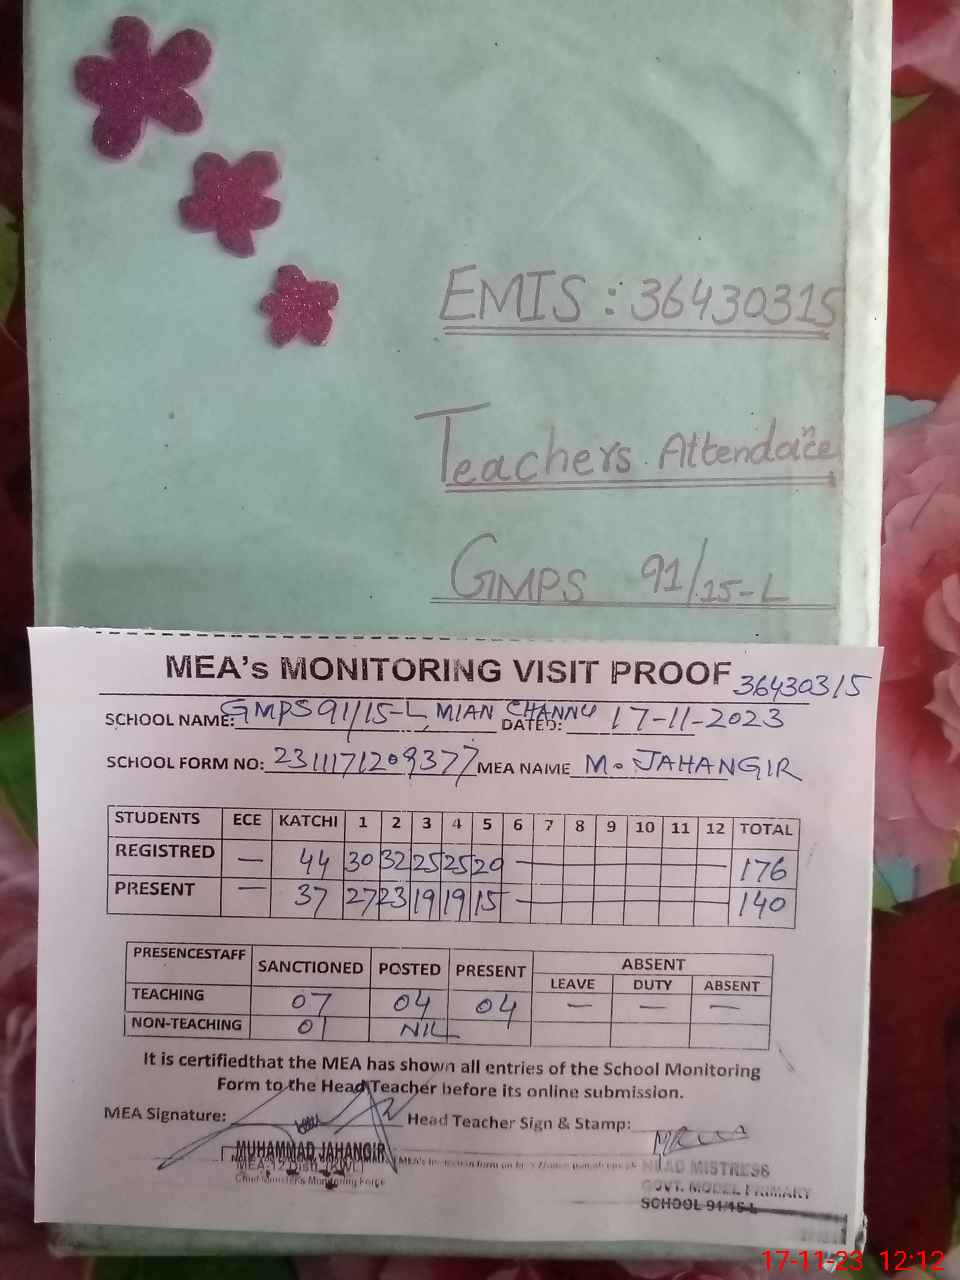 EMIS : 36430315
Teachers Attendance
GMPS 91/15-L
MEA's MONITORING VISIT PROOF 36430315
SCHOOL NAME: GMPS 91/15-L MIAN CHANNU DATED: 17-11-2023
SCHOOL FORM NO: 2311171209377 MEA NAME M. JAHANGIR
STUDENTS ECE KATCHI 1 2 3 4 5 6 7 8 9 10 11 12 TOTAL
REGISTRED — 44 30 32 25 25 20 — 176
PRESENT — 37 27 23 19 19 15 — 140
PRESENCESTAFF SANCTIONED POSTED PRESENT ABSENT
LEAVE DUTY ABSENT
TEACHING 07 04 04 — — —
NON-TEACHING 01 NIL
It is certifiedthat the MEA has shown all entries of the School Monitoring
Form to the Head Teacher before its online submission.
MEA Signature: Head Teacher Sign & Stamp:
MUHAMMAD JAHANGIR
MEA-12 Distt. (KWL)
Chief Minister's Monitoring Force
HEAD MISTRESS
GOVT. MODEL PRIMARY
SCHOOL 91/15-L
17-11-23 12:12